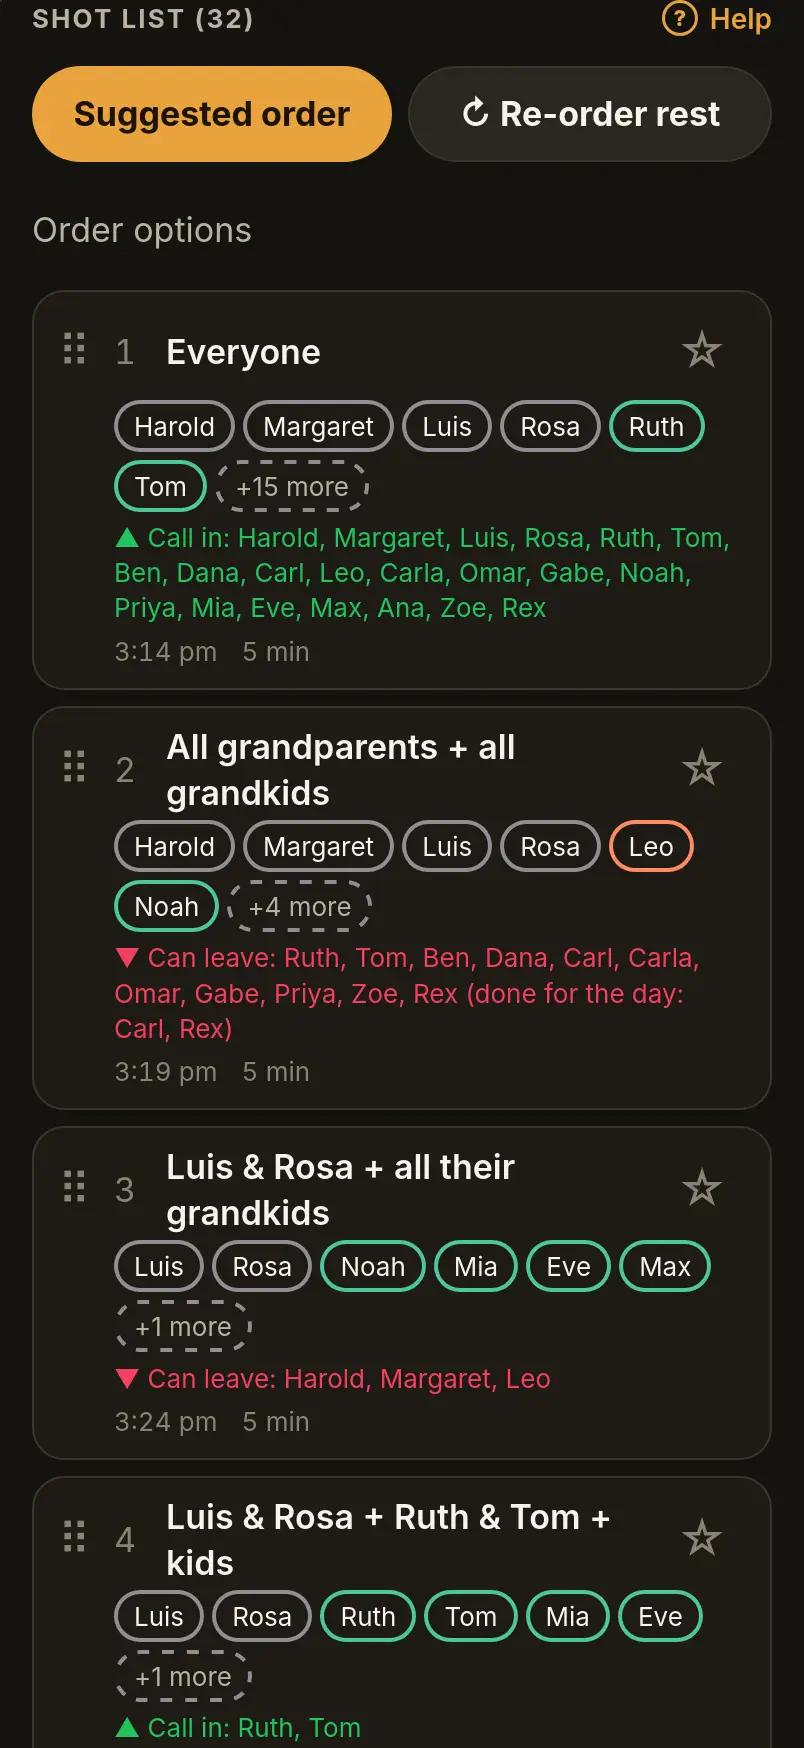 SHOT LIST (32)
? Help
Suggested order
↻ Re-order rest
Order options
1 Everyone
Harold Margaret Luis Rosa Ruth
Tom +15 more
▲ Call in: Harold, Margaret, Luis, Rosa, Ruth, Tom,
Ben, Dana, Carl, Leo, Carla, Omar, Gabe, Noah,
Priya, Mia, Eve, Max, Ana, Zoe, Rex
3:14 pm 5 min
2 All grandparents + all
grandkids
Harold Margaret Luis Rosa Leo
Noah +4 more
▼ Can leave: Ruth, Tom, Ben, Dana, Carl, Carla,
Omar, Gabe, Priya, Zoe, Rex (done for the day:
Carl, Rex)
3:19 pm 5 min
3 Luis & Rosa + all their
grandkids
Luis Rosa Noah Mia Eve Max
+1 more
▼ Can leave: Harold, Margaret, Leo
3:24 pm 5 min
4 Luis & Rosa + Ruth & Tom +
kids
Luis Rosa Ruth Tom Mia Eve
+1 more
▲ Call in: Ruth, Tom